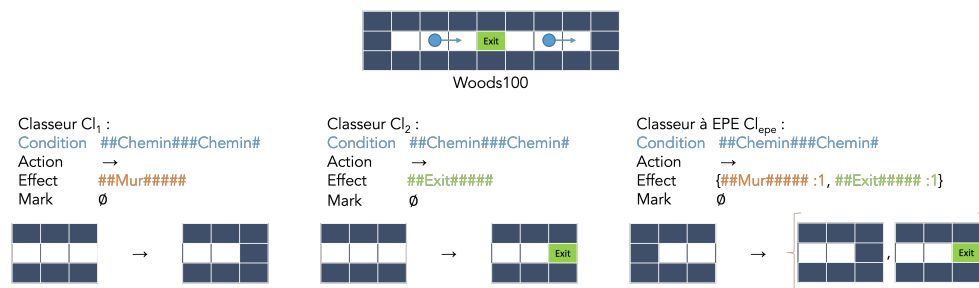 Exit
Woods100
Classeur Cl1 :
Condition ##Chemin###Chemin#
Action →
Effect ##Mur#####
Mark ∅
Classeur Cl2 :
Condition ##Chemin###Chemin#
Action →
Effect ##Exit#####
Mark ∅
Classeur à EPE Clepe :
Condition ##Chemin###Chemin#
Action →
Effect {##Mur##### :1, ##Exit##### :1}
Mark ∅
→
→ Exit
→ , Exit